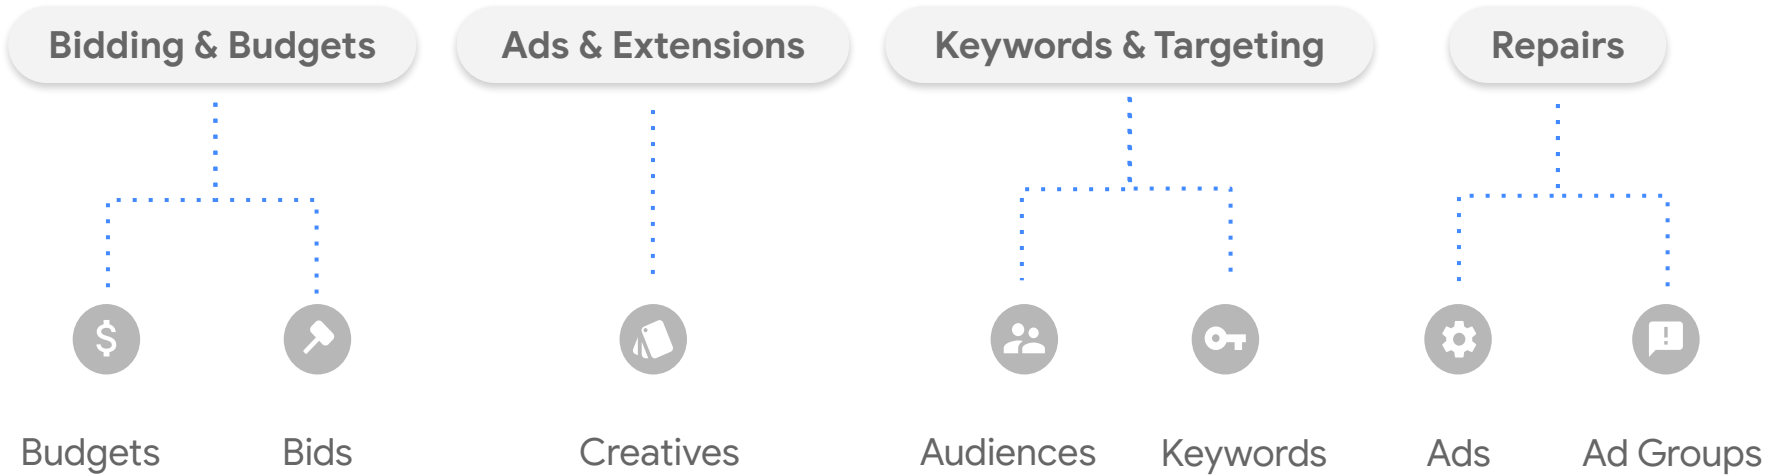 Bidding & Budgets
Ads & Extensions
Keywords & Targeting
Repairs
Budgets
Bids
Creatives
Audiences
Keywords
Ads
Ad Groups